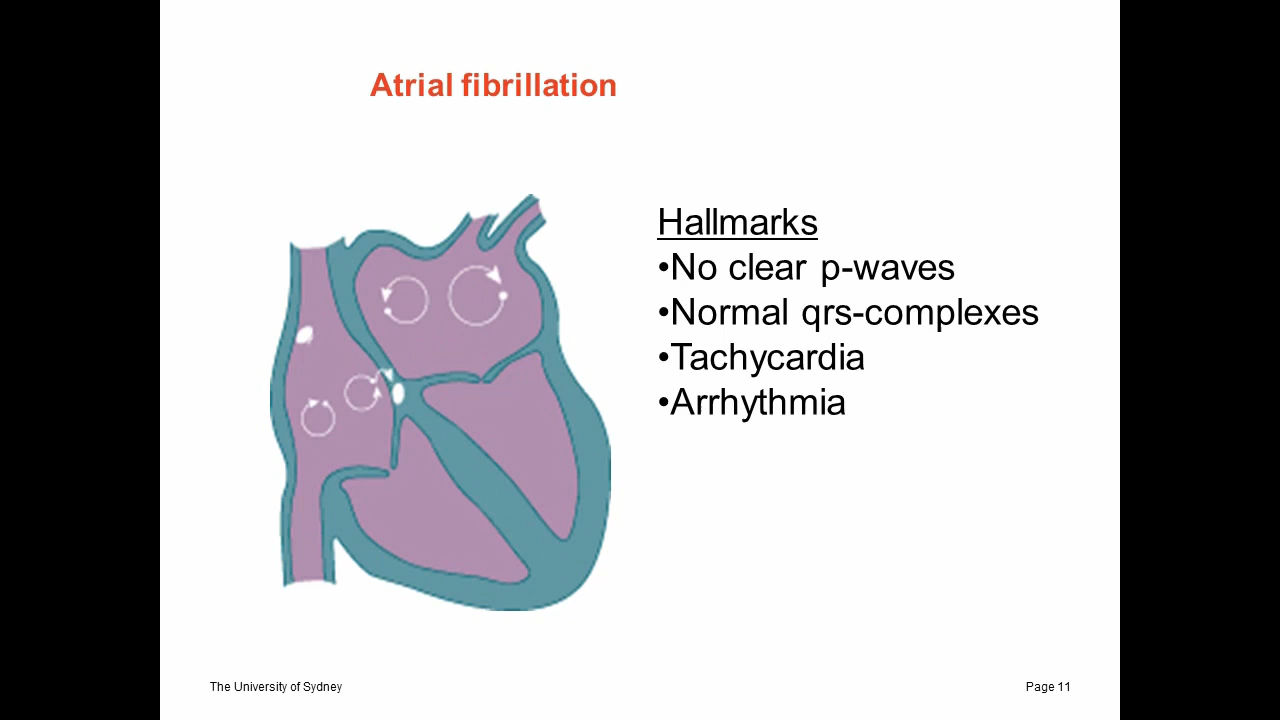 Atrial fibrillation
Hallmarks
•No clear p-waves
•Normal qrs-complexes
•Tachycardia
•Arrhythmia
The University of Sydney
Page 11